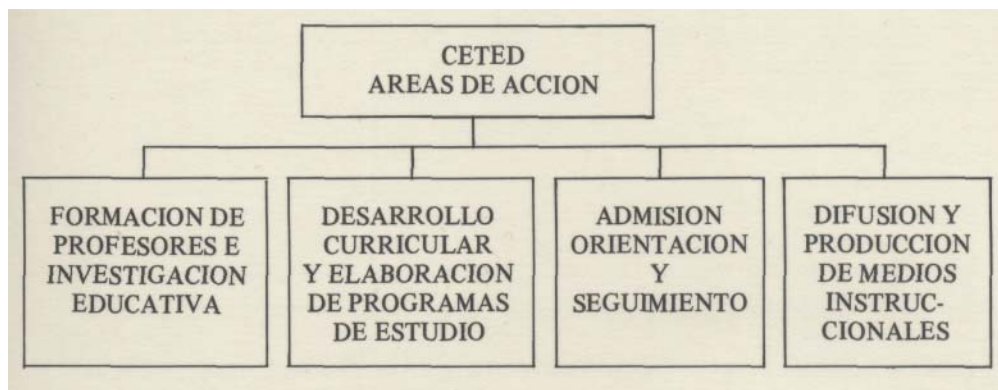 CETED
AREAS DE ACCION
FORMACION DE
PROFESORES E
INVESTIGACION
EDUCATIVA
DESARROLLO
CURRICULAR
Y ELABORACION
DE PROGRAMAS
DE ESTUDIO
ADMISION
ORIENTACION
Y
SEGUIMIENTO
DIFUSION Y
PRODUCCION
DE MEDIOS
INSTRUC-
CIONALES